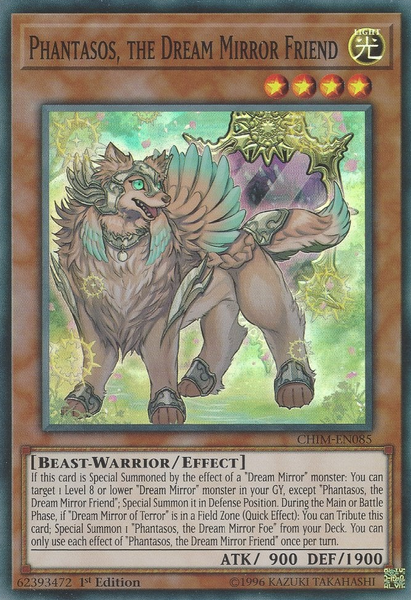 PHANTASOS, THE DREAM MIRROR FRIEND
LIGHT
光
CHIM-EN085
[BEAST-WARRIOR/EFFECT]
If this card is Special Summoned by the effect of a "Dream Mirror" monster: You can
target 1 Level 8 or lower "Dream Mirror" monster in your GY, except "Phantasos, the
Dream Mirror Friend"; Special Summon it in Defense Position. During the Main or Battle
Phase, if "Dream Mirror of Terror" is in a Field Zone (Quick Effect): You can Tribute this
card; Special Summon 1 "Phantasos, the Dream Mirror Foe" from your Deck. You can
only use each effect of "Phantasos, the Dream Mirror Friend" once per turn.
ATK/ 900 DEF/1900
62393472 1st Edition ©1996 KAZUKI TAKAHASHI